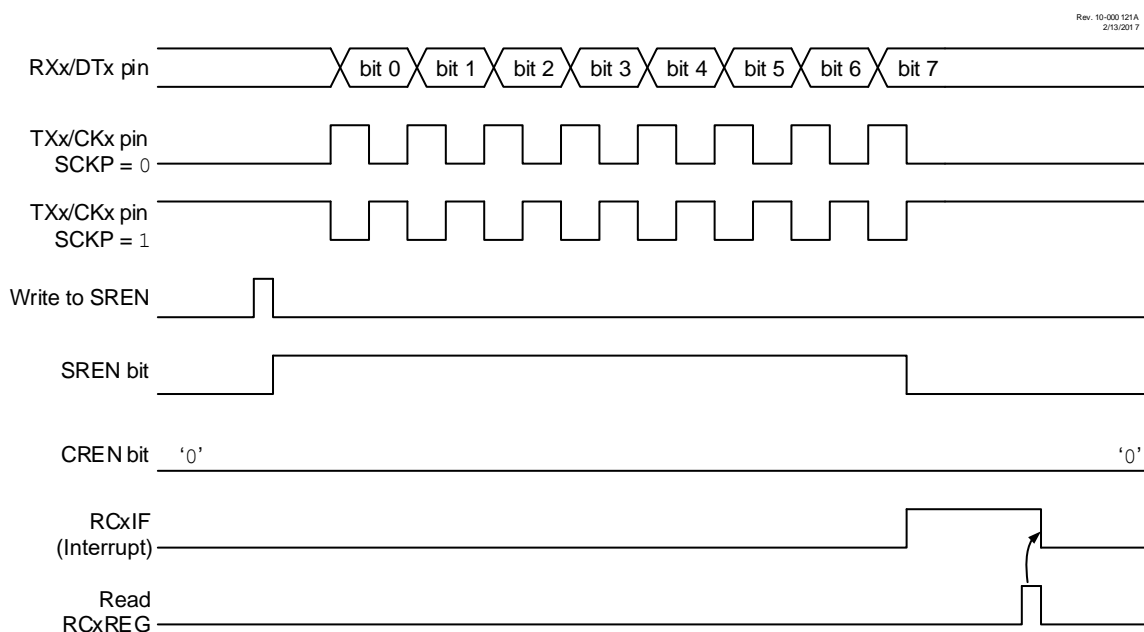 Rev. 10-000 121A
2/13/2017
RXx/DTx pin
bit 0 bit 1 bit 2 bit 3 bit 4 bit 5 bit 6 bit 7
TXx/CKx pin
SCKP = 0
TXx/CKx pin
SCKP = 1
Write to SREN
SREN bit
CREN bit ‘0’ ‘0’
RCxIF
(Interrupt)
Read
RCxREG